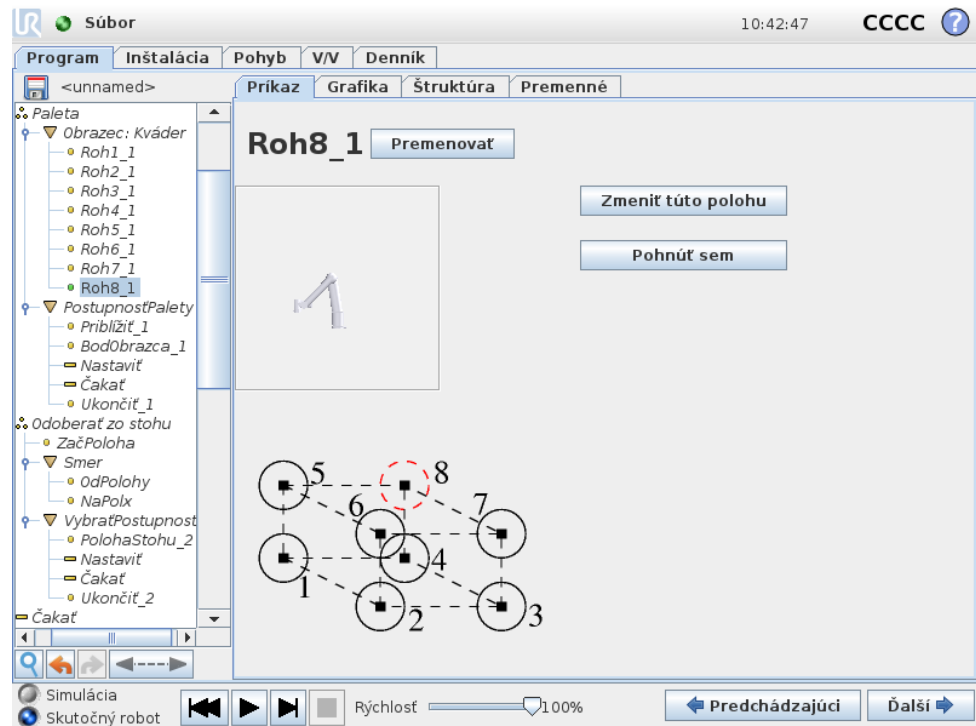 UR Súbor 10:42:47 CCCC ?
Program Inštalácia Pohyb V/V Denník
<unnamed> Príkaz Grafika Štruktúra Premenné
Paleta
Obrazec: Kváder
Roh1_1
Roh2_1
Roh3_1
Roh4_1
Roh5_1
Roh6_1
Roh7_1
Roh8_1
PostupnosťPalety
Priblížiť_1
BodObrazca_1
Nastaviť
Čakať
Ukončiť_1
Odoberať zo stohu
ZačPoloha
Smer
OdPolohy
NaPolx
VybraťPostupnost
PolohaStohu_2
Nastaviť
Čakať
Ukončiť_2
Čakať
Roh8_1 Premenovať
Zmeniť túto polohu
Pohnúť sem
5 8
6 7
4
1
2 3
Simulácia
Skutočný robot
Rýchlosť 100%
Predchádzajúci Ďalší